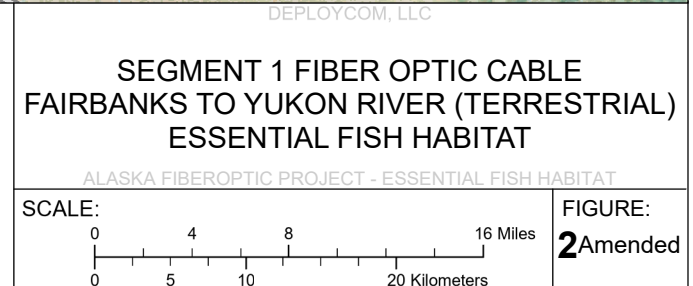 DEPLOYCOM, LLC
SEGMENT 1 FIBER OPTIC CABLE
FAIRBANKS TO YUKON RIVER (TERRESTRIAL)
ESSENTIAL FISH HABITAT
ALASKA FIBEROPTIC PROJECT - ESSENTIAL FISH HABITAT
SCALE:
0 4 8 16 Miles
0 5 10 20 Kilometers
FIGURE:
2Amended